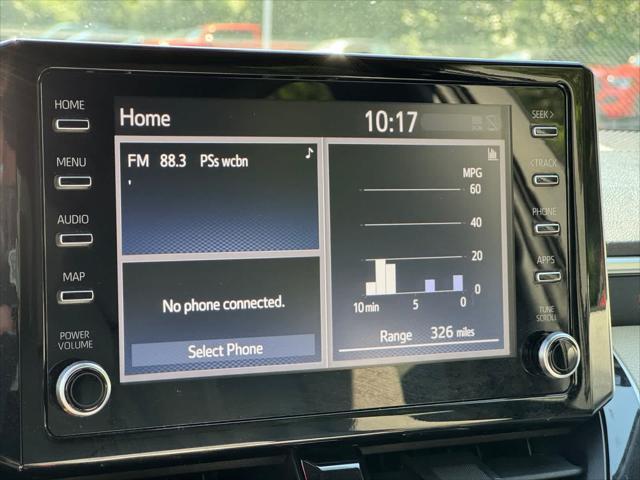 HOME
MENU
AUDIO
MAP
POWER
VOLUME
Home
10:17
FM 88.3 PSs wcbn
'
No phone connected.
Select Phone
MPG
60
40
20
0
10 min 5 0
Range 326 miles
SEEK >
< TRACK
PHONE
APPS
TUNE
SCROLL